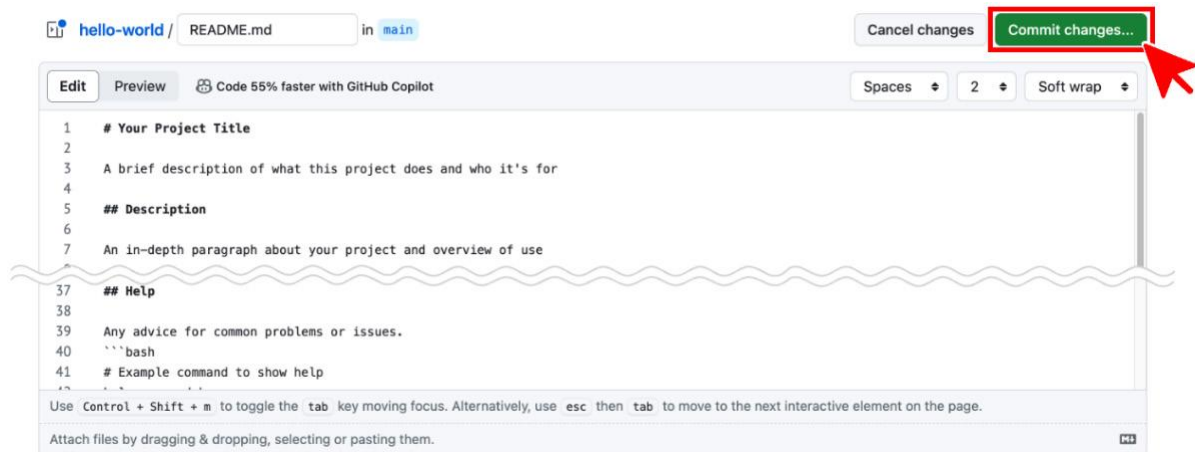 hello-world / README.md in main Cancel changes Commit changes...
Edit Preview Code 55% faster with GitHub Copilot Spaces 2 Soft wrap
1 # Your Project Title
2
3 A brief description of what this project does and who it's for
4
5 ## Description
6
7 An in-depth paragraph about your project and overview of use
37 ## Help
38
39 Any advice for common problems or issues.
40 ```bash
41 # Example command to show help
Use Control + Shift + m to toggle the tab key moving focus. Alternatively, use esc then tab to move to the next interactive element on the page.
Attach files by dragging & dropping, selecting or pasting them.